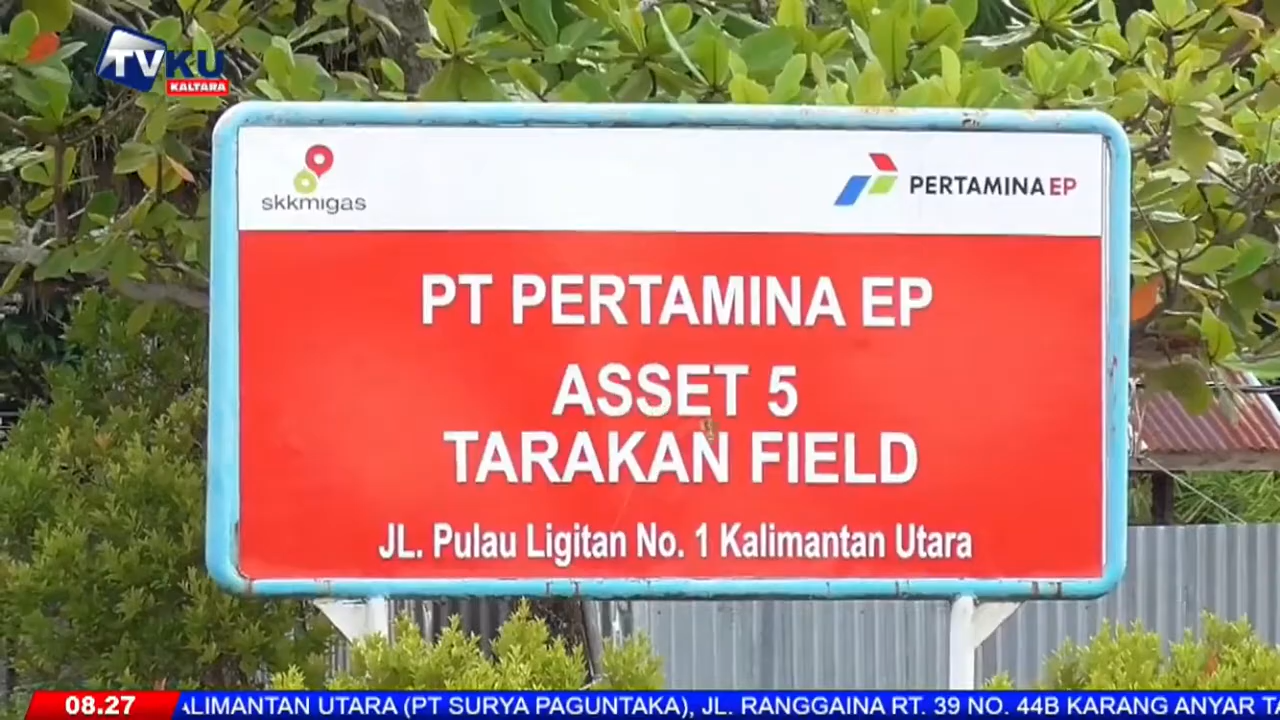 TVKU
KALTARA
skkmigas
PERTAMINA EP
PT PERTAMINA EP
ASSET 5
TARAKAN FIELD
JL. Pulau Ligitan No. 1 Kalimantan Utara
08.27
ALIMANTAN UTARA (PT SURYA PAGUNTAKA), JL. RANGGAINA RT. 39 NO. 44B KARANG ANYAR TA